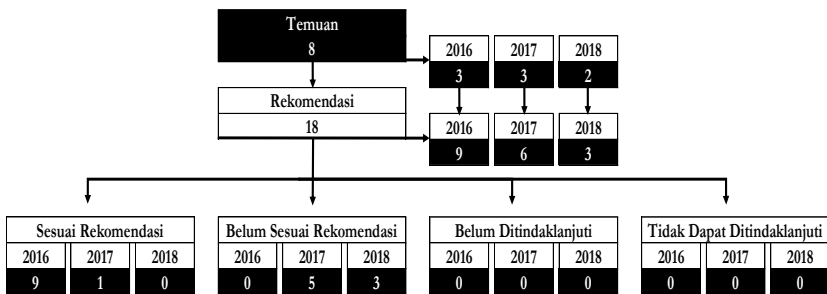 Temuan
8
2016 2017 2018
3 3 2
Rekomendasi
18
2016 2017 2018
9 6 3
Sesuai Rekomendasi Belum Sesuai Rekomendasi Belum Ditindaklanjuti Tidak Dapat Ditindaklanjuti
2016 2017 2018 2016 2017 2018 2016 2017 2018 2016 2017 2018
9 1 0 0 5 3 0 0 0 0 0 0